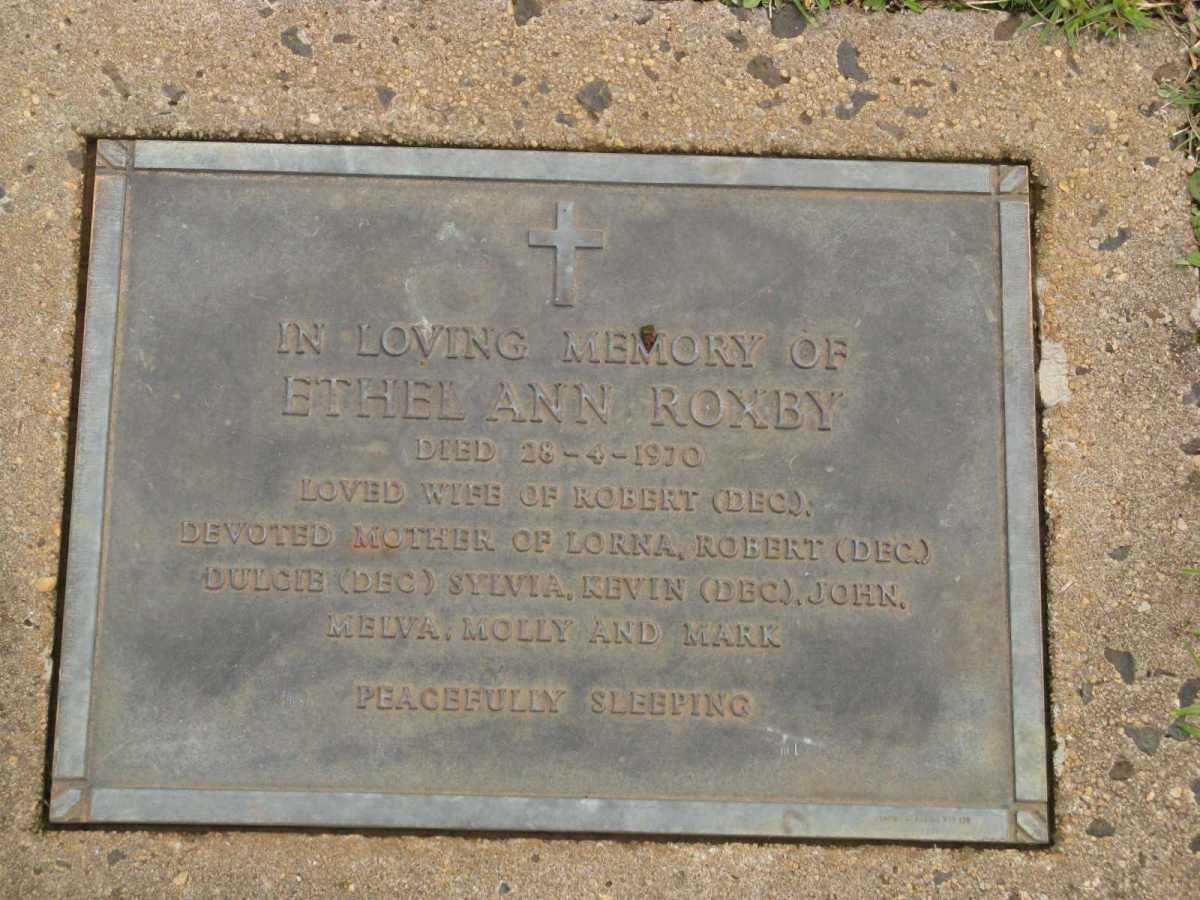 IN LOVING MEMORY OF
ETHEL ANN ROXBY
DIED 28-4-1970
LOVED WIFE OF ROBERT (DEC.).
DEVOTED MOTHER OF LORNA, ROBERT (DEC.)
DULCIE (DEC) SYLVIA, KEVIN (DEC.), JOHN,
MELVA, MOLLY AND MARK
PEACEFULLY SLEEPING